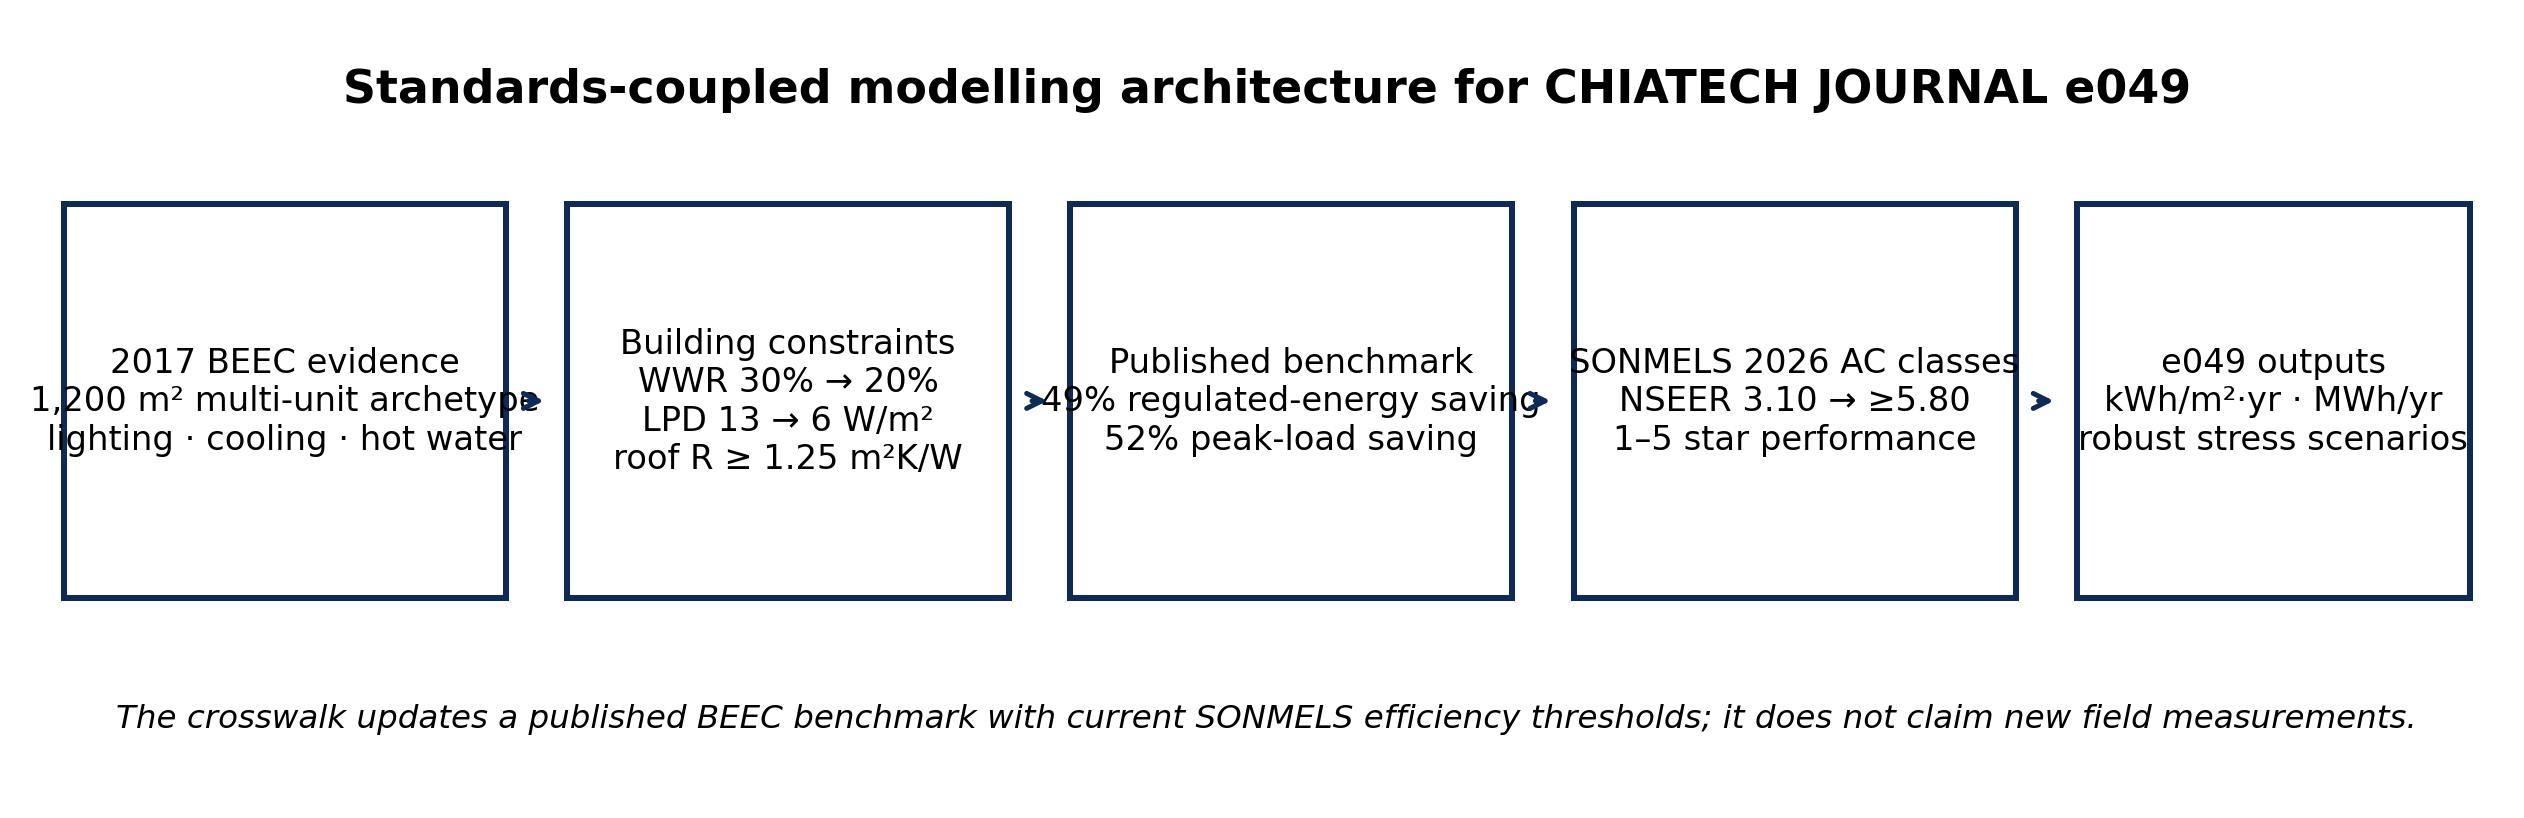 Standards-coupled modelling architecture for CHIATECH JOURNAL e049
2017 BEEC evidence
1,200 m² multi-unit archetype
lighting · cooling · hot water
Building constraints
WWR 30% → 20%
LPD 13 → 6 W/m²
roof R ≥ 1.25 m²K/W
Published benchmark
49% regulated-energy saving
52% peak-load saving
SONMELS 2026 AC classes
NSEER 3.10 → ≥5.80
1–5 star performance
e049 outputs
kWh/m²·yr · MWh/yr
robust stress scenarios
The crosswalk updates a published BEEC benchmark with current SONMELS efficiency thresholds; it does not claim new field measurements.